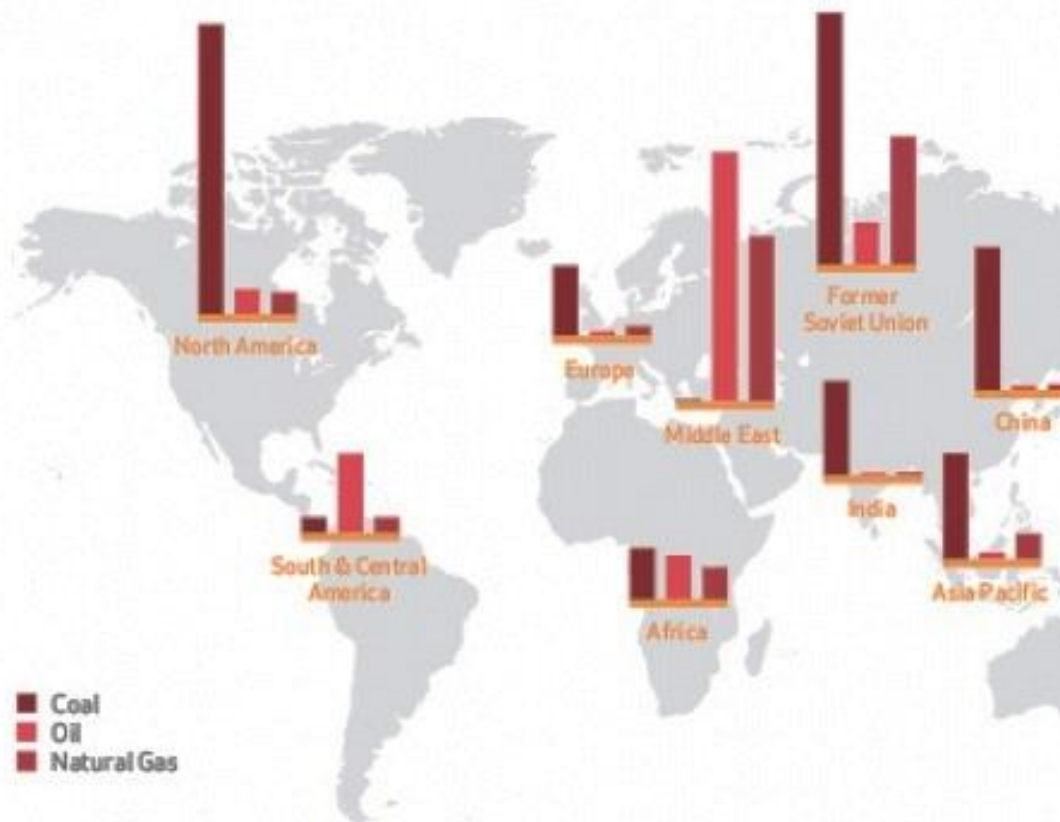 North America
Europe
Former
Soviet Union
Middle East
China
India
South & Central
America
Africa
Asia Pacific
Coal
Oil
Natural Gas